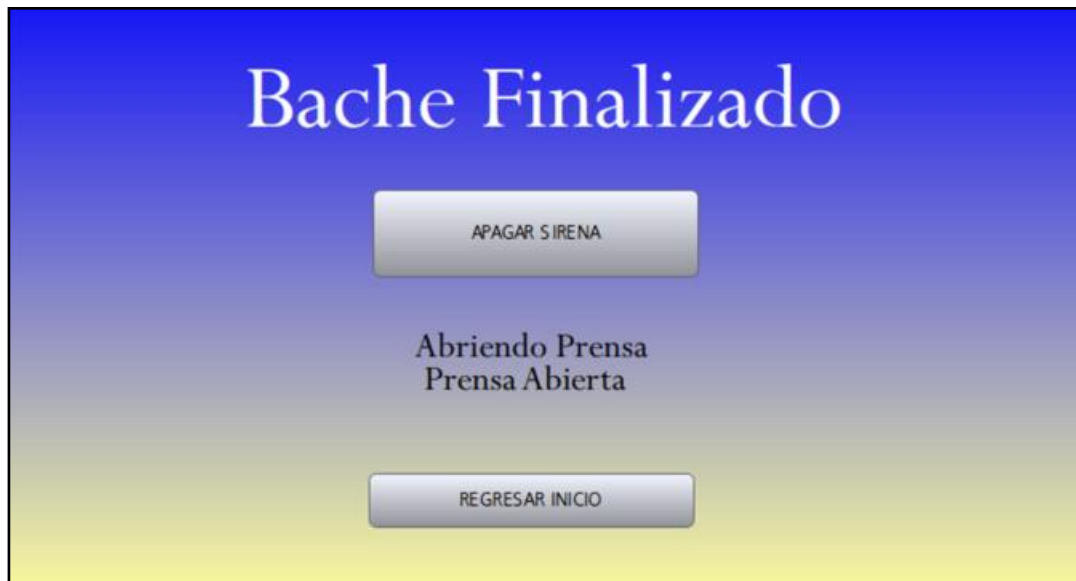 Bache Finalizado
APAGAR SIRENA
Abriendo Prensa
Prensa Abierta
REGRESAR INICIO